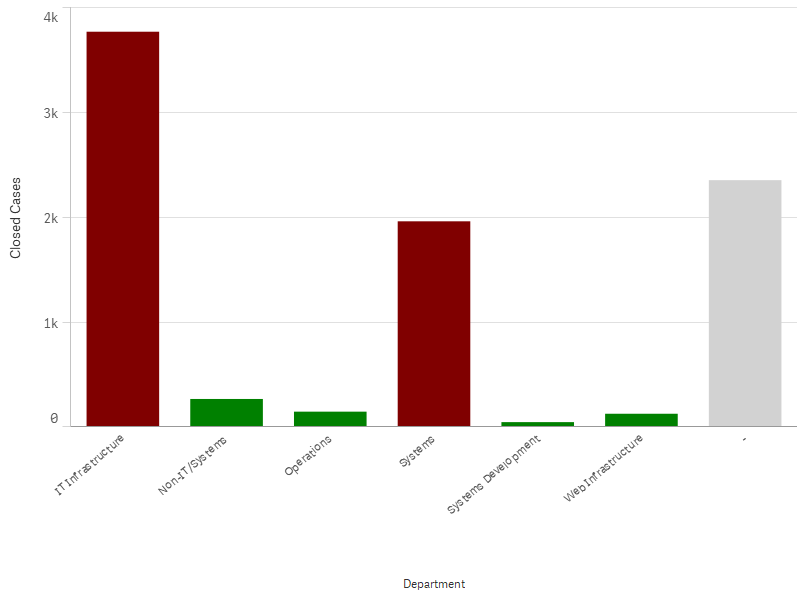 4k
3k
2k
1k
0
Closed Cases
IT Infrastructure
Non-IT/Systems
Operations
Systems
Systems Development
Web Infrastructure
-
Department